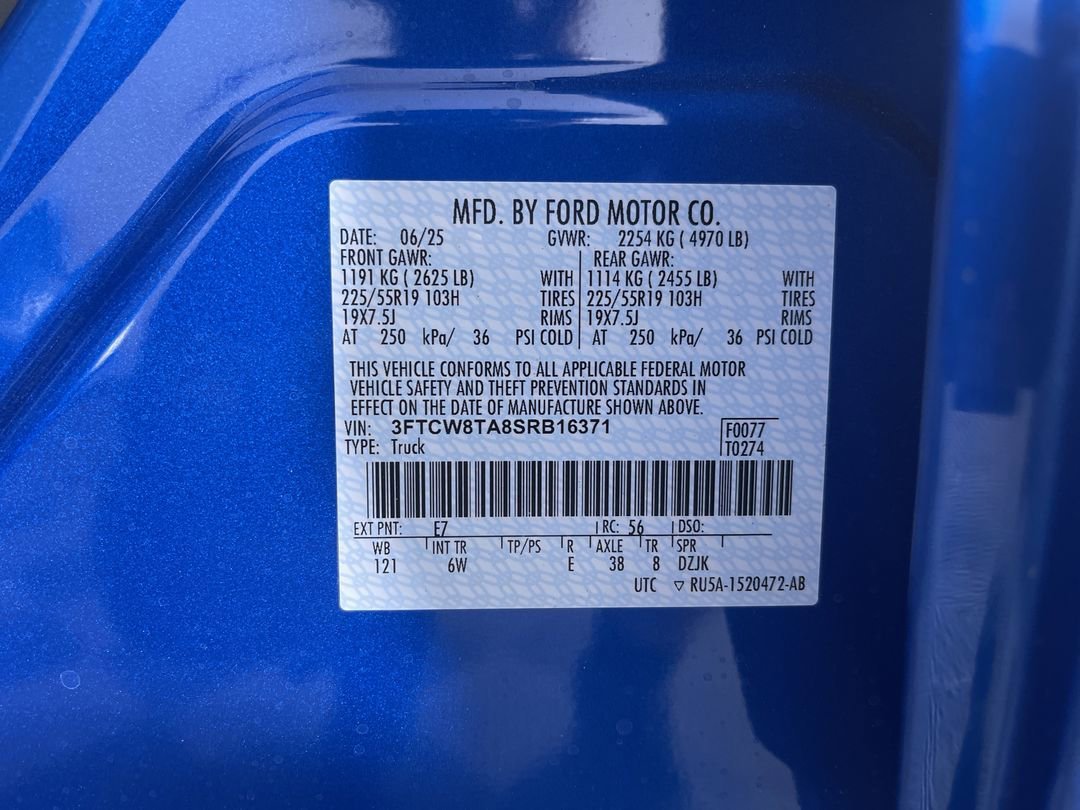 MFD. BY FORD MOTOR CO.
DATE: 06/25 GVWR: 2254 KG ( 4970 LB)
FRONT GAWR: REAR GAWR:
1191 KG ( 2625 LB) WITH 1114 KG ( 2455 LB) WITH
225/55R19 103H TIRES 225/55R19 103H TIRES
19X7.5J RIMS 19X7.5J RIMS
AT 250 kPa/ 36 PSI COLD AT 250 kPa/ 36 PSI COLD
THIS VEHICLE CONFORMS TO ALL APPLICABLE FEDERAL MOTOR
VEHICLE SAFETY AND THEFT PREVENTION STANDARDS IN
EFFECT ON THE DATE OF MANUFACTURE SHOWN ABOVE.
VIN: 3FTCW8TA8SRB16371 F0077
TYPE: Truck T0274
EXT PNT: E7 RC: 56 DSO:
WB INT TR TP/PS R AXLE TR SPR
121 6W E 38 8 DZJK
UTC ▽ RU5A-1520472-AB